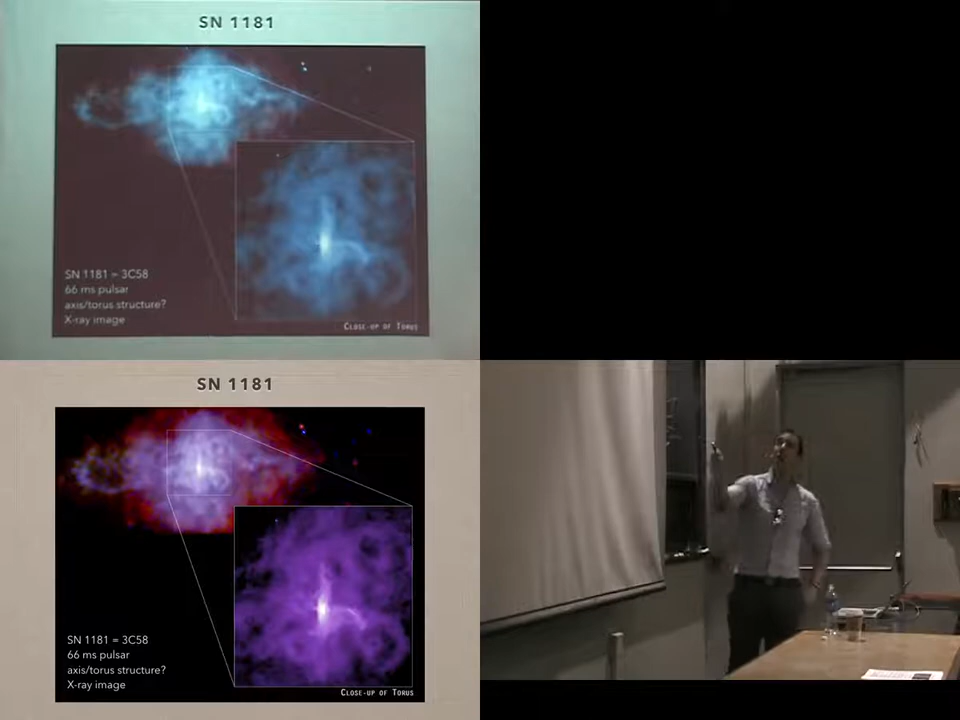 SN 1181
SN 1181 = 3C58
66 ms pulsar
axis/torus structure?
X-ray image
CLOSE-UP OF TORUS
SN 1181
SN 1181 = 3C58
66 ms pulsar
axis/torus structure?
X-ray image
CLOSE-UP OF TORUS